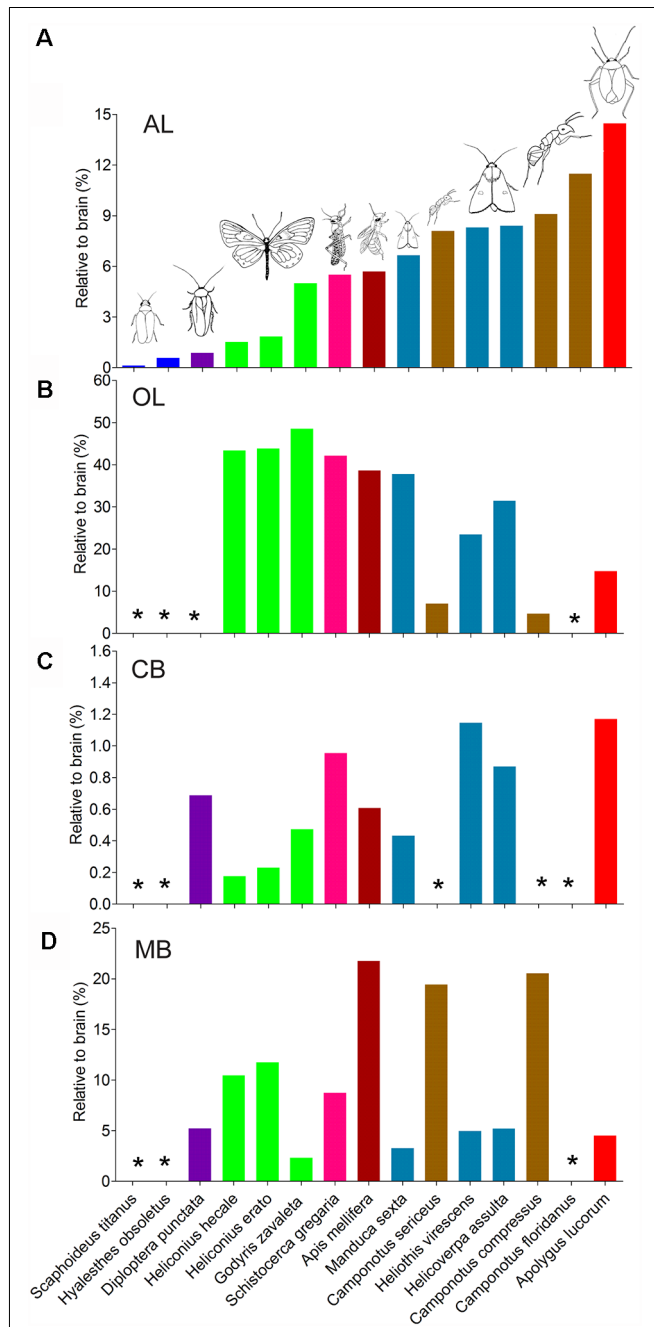 A
AL
Relative to brain (%)
15
12
9
6
3
0
B
OL
Relative to brain (%)
60
50
40
30
20
10
0
* * * *
C
CB
Relative to brain (%)
1.6
1.4
1.2
1.0
0.8
0.6
0.4
0.2
0.0
* * * * *
D
MB
Relative to brain (%)
25
20
15
10
5
0
* * *
Scaphoideus titanus
Hyalesthes obsoletus
Diploptera punctata
Heliconius hecale
Heliconius erato
Godyris zavaleta
Schistocerca gregaria
Apis mellifera
Manduca sexta
Camponotus sericeus
Heliothis virescens
Helicoverpa assulta
Camponotus compressus
Camponotus floridanus
Apolygus lucorum